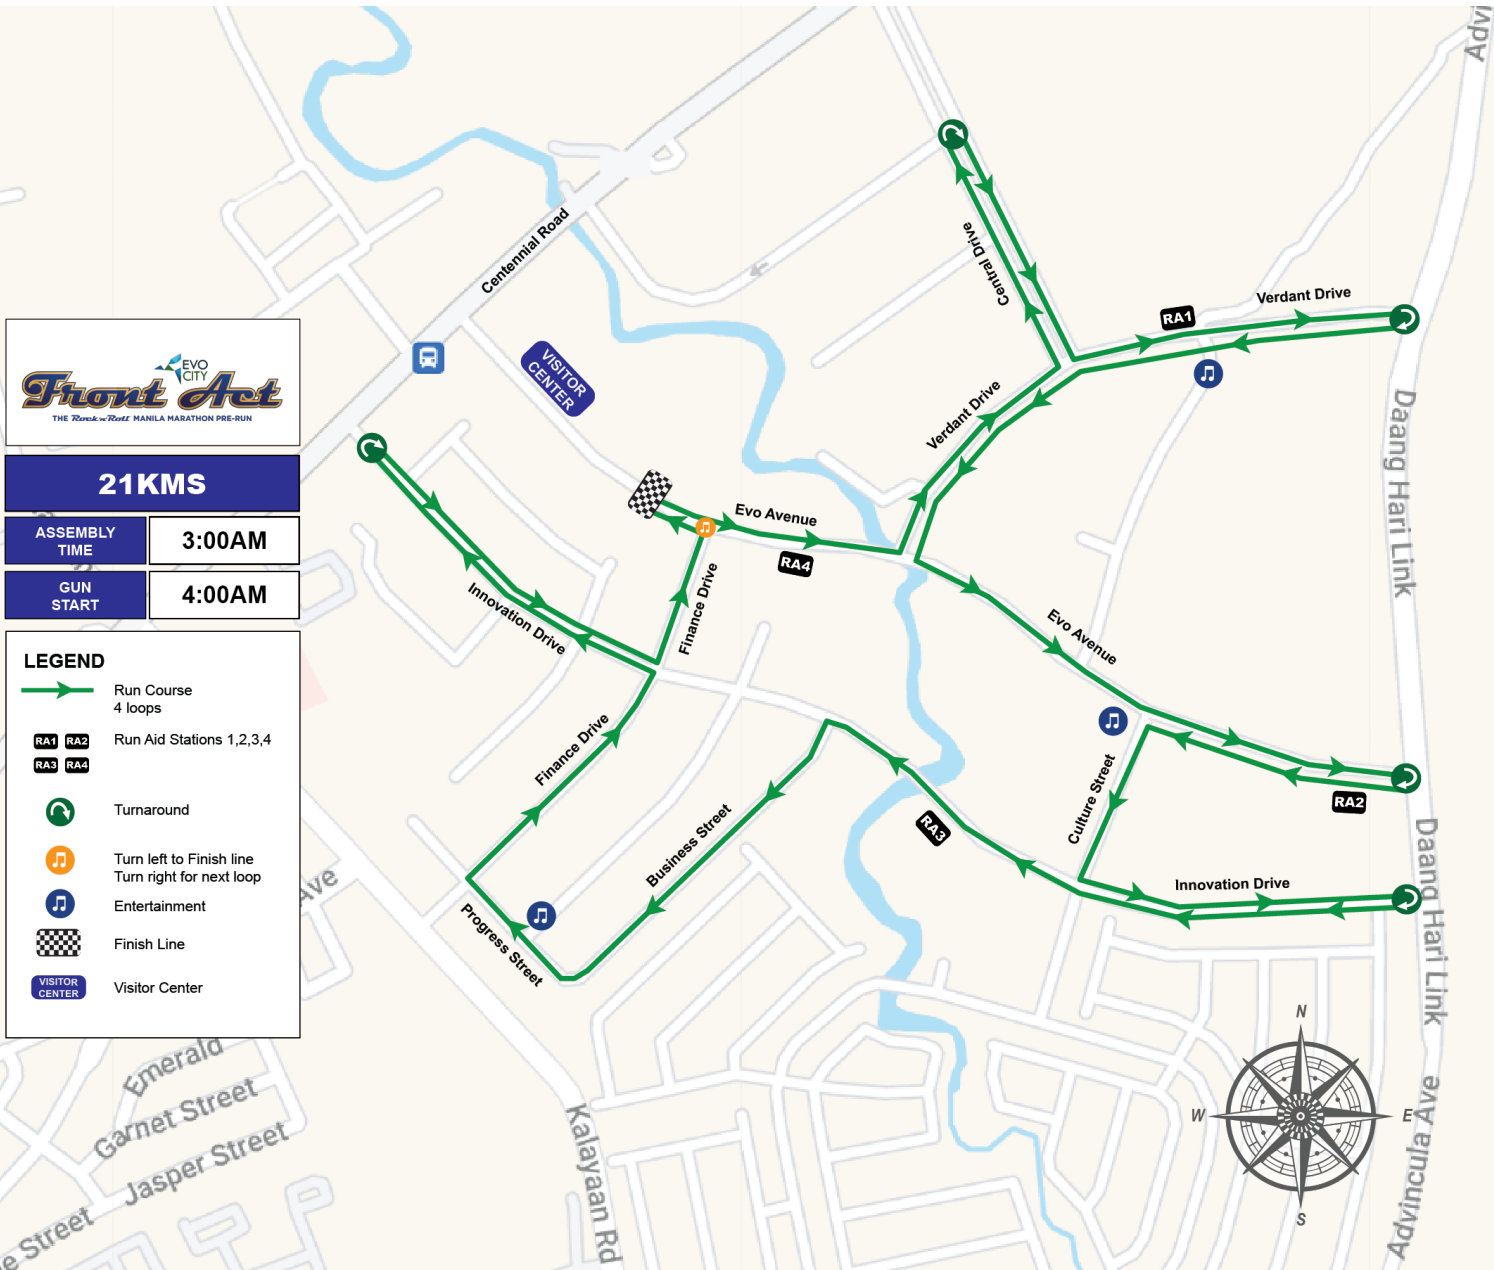 EVO
CITY
Front Act
THE Rock'n'Roll MANILA MARATHON PRE-RUN
21KMS
ASSEMBLY
TIME
3:00AM
GUN
START
4:00AM
LEGEND
Run Course
4 loops
RA1 RA2
RA3 RA4
Run Aid Stations 1,2,3,4
Turnaround
Turn left to Finish line
Turn right for next loop
Entertainment
Finish Line
VISITOR
CENTER
Visitor Center
Centennial Road
VISITOR
CENTER
Central Drive
RA1
Verdant Drive
Verdant Drive
Evo Avenue
RA4
Finance Drive
Innovation Drive
Evo Avenue
Finance Drive
Business Street
Progress Street
RA3
Culture Street
RA2
Innovation Drive
Daang Hari Link
Daang Hari Link
Advincula Ave
Kalayaan Rd
Ave
Emerald
Garnet Street
Jasper Street
Street
N
W
E
S